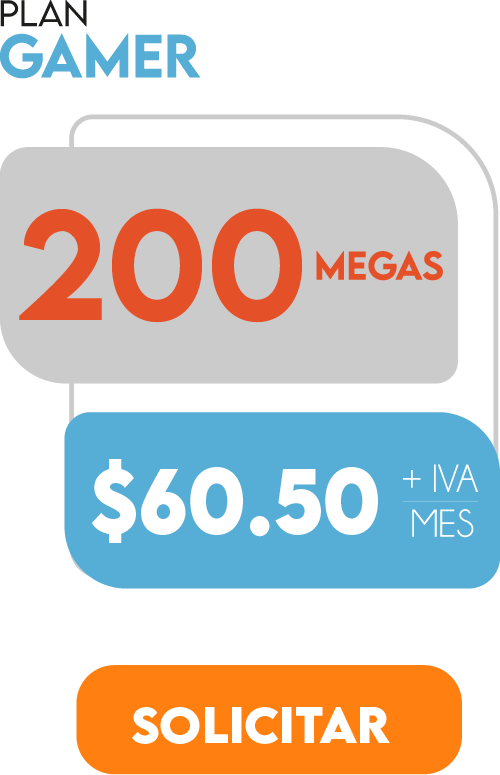 PLAN
GAMER
200 MEGAS
$60.50 + IVA
MES
SOLICITAR